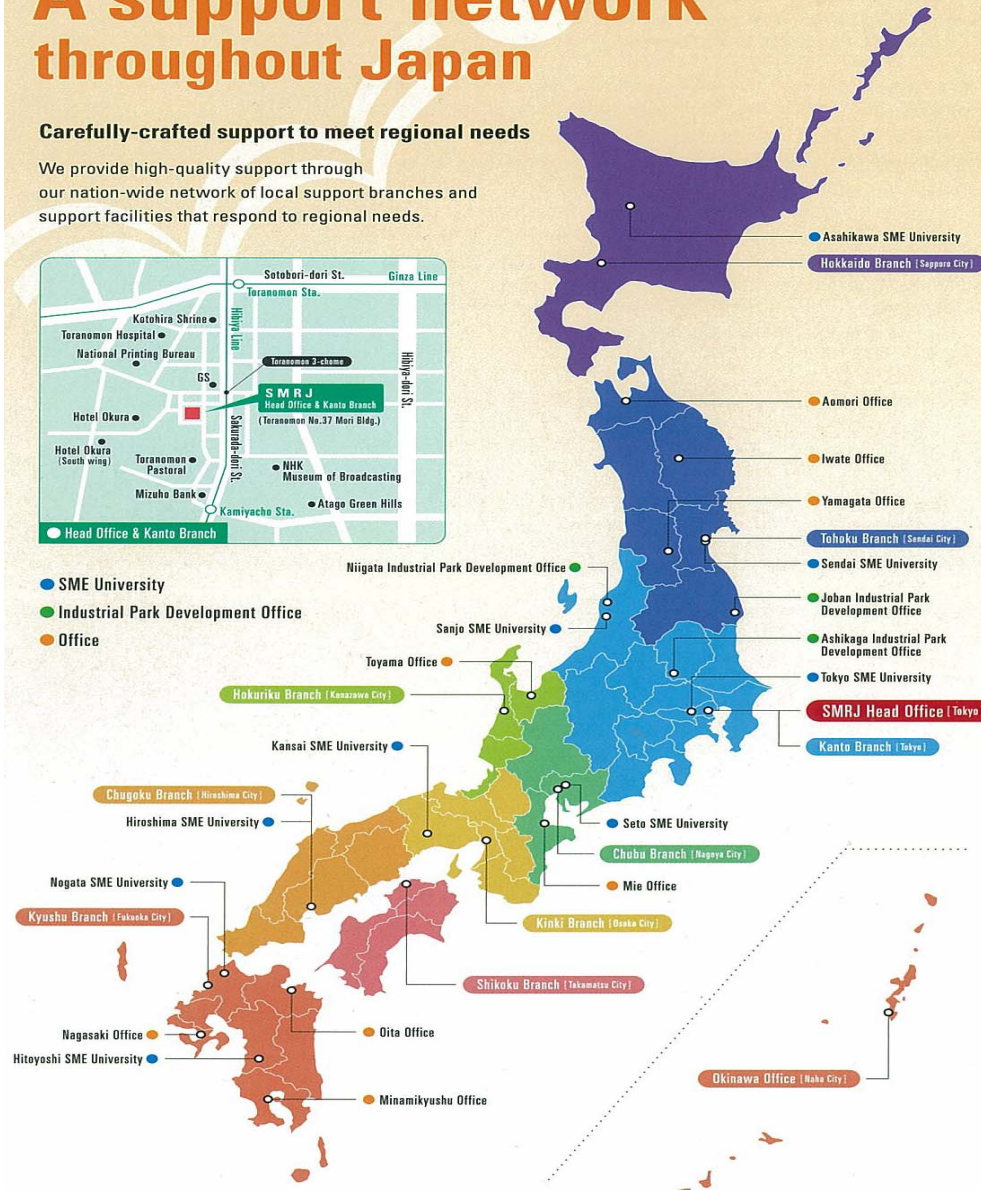 A support network
throughout Japan
Carefully-crafted support to meet regional needs
We provide high-quality support through
our nation-wide network of local support branches and
support facilities that respond to regional needs.
Sotobori-dori St.
Ginza Line
Toranomon Sta.
Kotohira Shrine
Hibiya Line
Toranomon Hospital
National Printing Bureau
Toranomon 3-chome
Hibiya-dori St.
GS
SMRJ
Head Office & Kanto Branch
(Toranomon No.37 Mori Bldg.)
Hotel Okura
Sakurada-dori St.
Hotel Okura
(South wing)
Toranomon
Pastoral
NHK
Museum of Broadcasting
Mizuho Bank
Atago Green Hills
Kamiyacho Sta.
Head Office & Kanto Branch
SME University
Industrial Park Development Office
Office
Asahikawa SME University
Hokkaido Branch [Sapporo City]
Aomori Office
Iwate Office
Yamagata Office
Tohoku Branch [Sendai City]
Sendai SME University
Niigata Industrial Park Development Office
Joban Industrial Park
Development Office
Sanjo SME University
Ashikaga Industrial Park
Development Office
Toyama Office
Tokyo SME University
Hokuriku Branch [Kanazawa City]
SMRJ Head Office [Tokyo
Kansai SME University
Kanto Branch [Tokyo]
Chugoku Branch [Hiroshima City]
Hiroshima SME University
Seto SME University
Chubu Branch [Nagoya City]
Nogata SME University
Mie Office
Kyushu Branch [Fukuoka City]
Kinki Branch [Osaka City]
Shikoku Branch [Takamatsu City]
Nagasaki Office
Oita Office
Hitoyoshi SME University
Okinawa Office [Naha City]
Minamikyushu Office